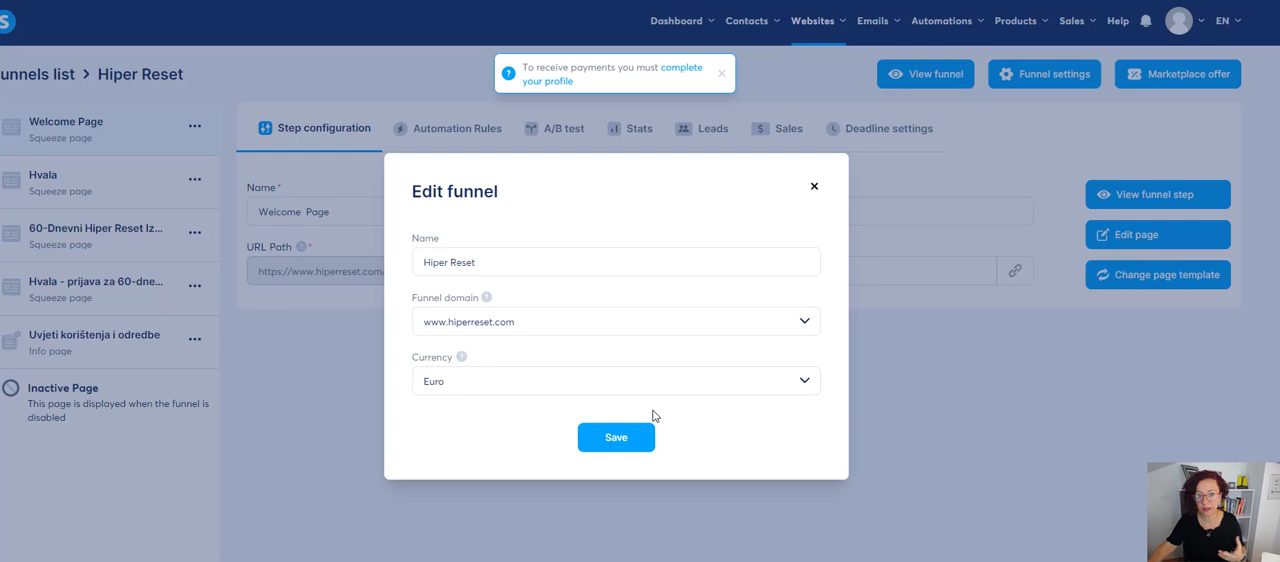 S
Dashboard
Contacts
Websites
Emails
Automations
Products
Sales
Help
EN
unnels list > Hiper Reset
To receive payments you must complete
your profile
View funnel
Funnel settings
Marketplace offer
Welcome Page
Squeeze page
Hvala
Squeeze page
60-Dnevni Hiper Reset Iz...
Squeeze page
Hvala - prijava za 60-dne...
Squeeze page
Uvjeti korištenja i odredbe
Info page
Inactive Page
This page is displayed when the funnel is
disabled
Step configuration
Automation Rules
A/B test
Stats
Leads
Sales
Deadline settings
Name*
Welcome Page
URL Path ?*
https://www.hiperreset.com/
View funnel step
Edit page
Change page template
Edit funnel
Name
Hiper Reset
Funnel domain ?
www.hiperreset.com
Currency ?
Euro
Save